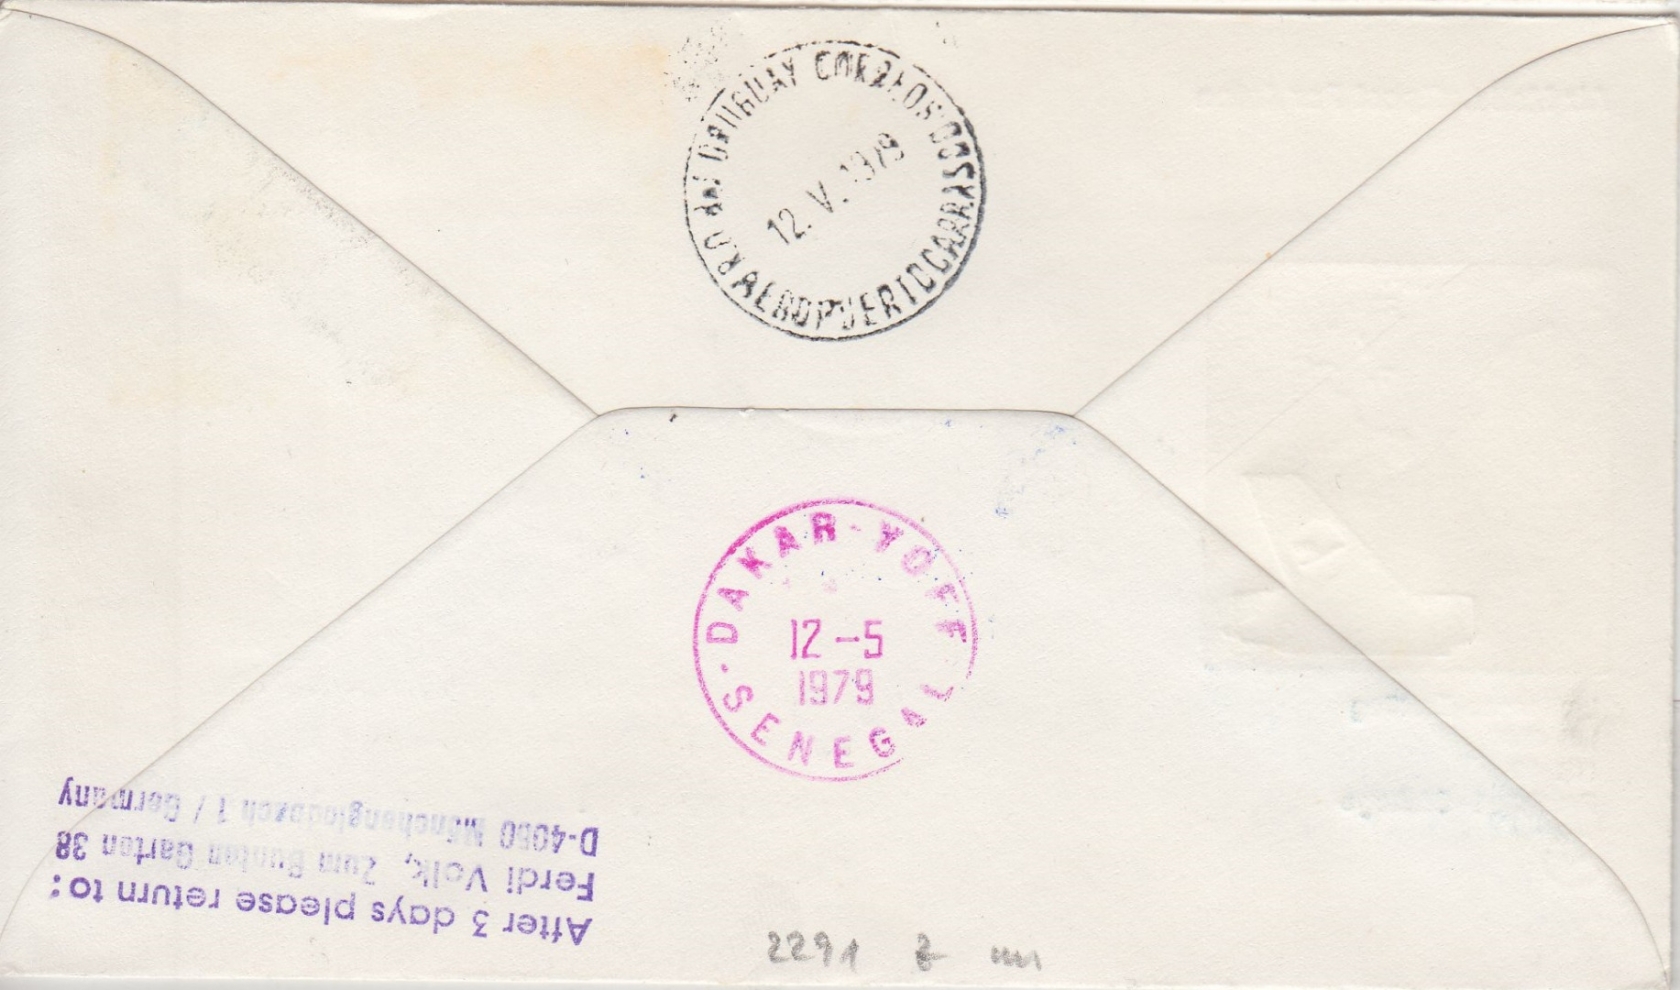 R.O. del URUGUAY CORREOS
AEROPUERTO CARRASCO
12. V. 1979
DAKAR-YOFF
12-5
1979
SENEGAL
After 3 days please return to:
Ferdi Volk, Zum Bunten Garten 38
D-4050 Mönchengladbach 1 / Germany
2291